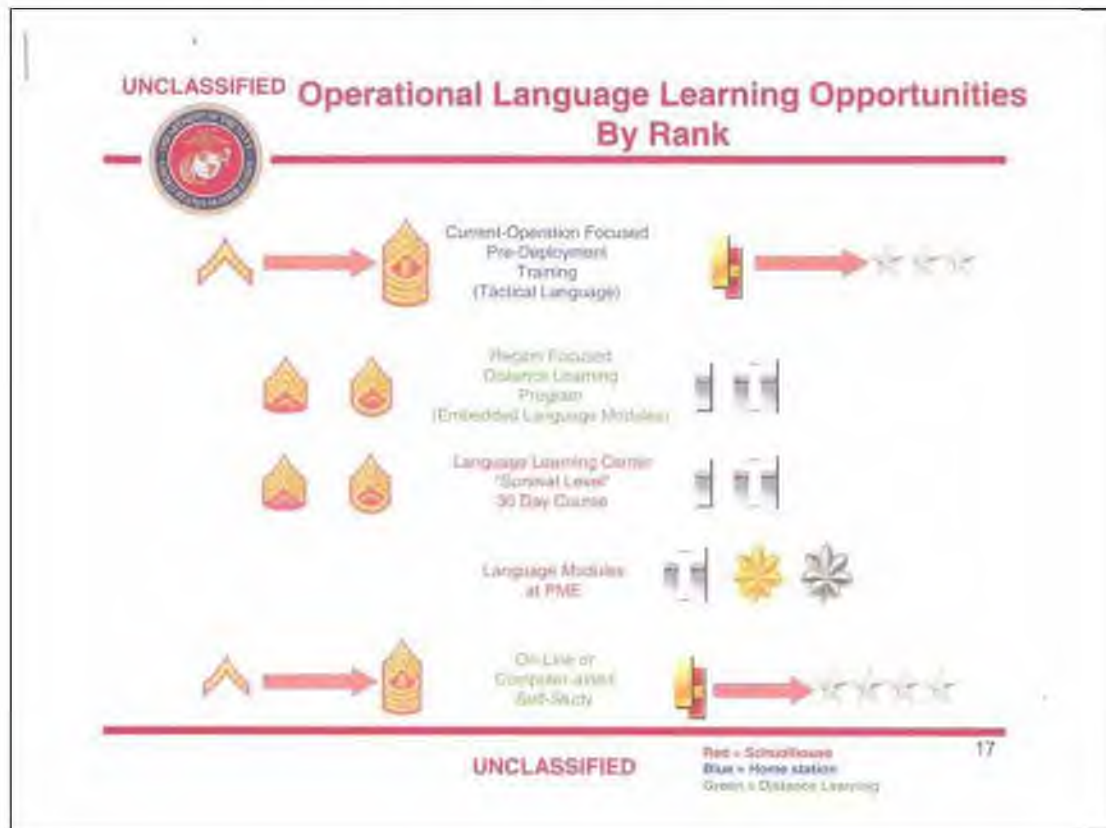 UNCLASSIFIED
Operational Language Learning Opportunities
By Rank
Current-Operation Focused
Pre-Deployment
Training
(Tactical Language)
Region Focused
Distance Learning
Program
(Embedded Language Modules)
Language Learning Center
"Survival Level"
30 Day Course
Language Modules
at PME
On-Line or
Computer-aided
Self-Study
UNCLASSIFIED
Red = Schoolhouse
Blue = Home station
Green = Distance Learning
17